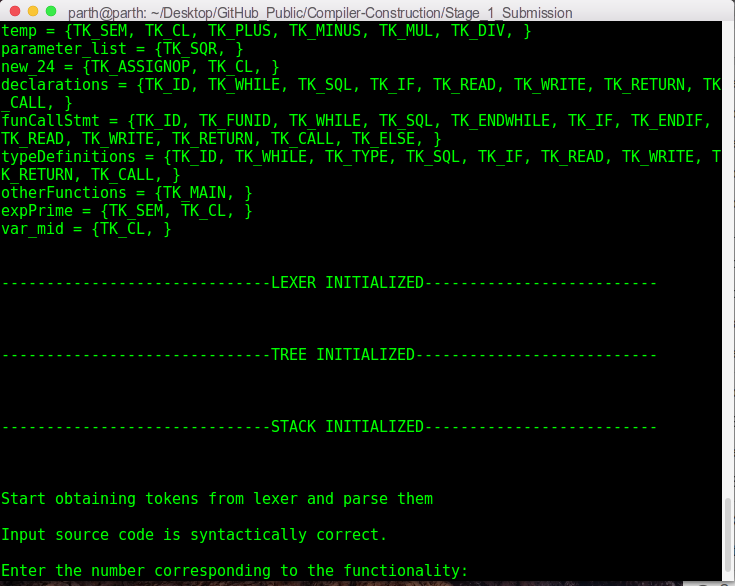 parth@parth: ~/Desktop/GitHub_Public/Compiler-Construction/Stage_1_Submission
temp = {TK_SEM, TK_CL, TK_PLUS, TK_MINUS, TK_MUL, TK_DIV, }
parameter_list = {TK_SQR, }
new_24 = {TK_ASSIGNOP, TK_CL, }
declarations = {TK_ID, TK_WHILE, TK_SQL, TK_IF, TK_READ, TK_WRITE, TK_RETURN, TK
_CALL, }
funCallStmt = {TK_ID, TK_FUNID, TK_WHILE, TK_SQL, TK_ENDWHILE, TK_IF, TK_ENDIF, 
TK_READ, TK_WRITE, TK_RETURN, TK_CALL, TK_ELSE, }
typeDefinitions = {TK_ID, TK_WHILE, TK_TYPE, TK_SQL, TK_IF, TK_READ, TK_WRITE, T
K_RETURN, TK_CALL, }
otherFunctions = {TK_MAIN, }
expPrime = {TK_SEM, TK_CL, }
var_mid = {TK_CL, }
------------------------------LEXER INITIALIZED--------------------------
------------------------------TREE INITIALIZED---------------------------
------------------------------STACK INITIALIZED--------------------------
Start obtaining tokens from lexer and parse them
Input source code is syntactically correct.
Enter the number corresponding to the functionality: